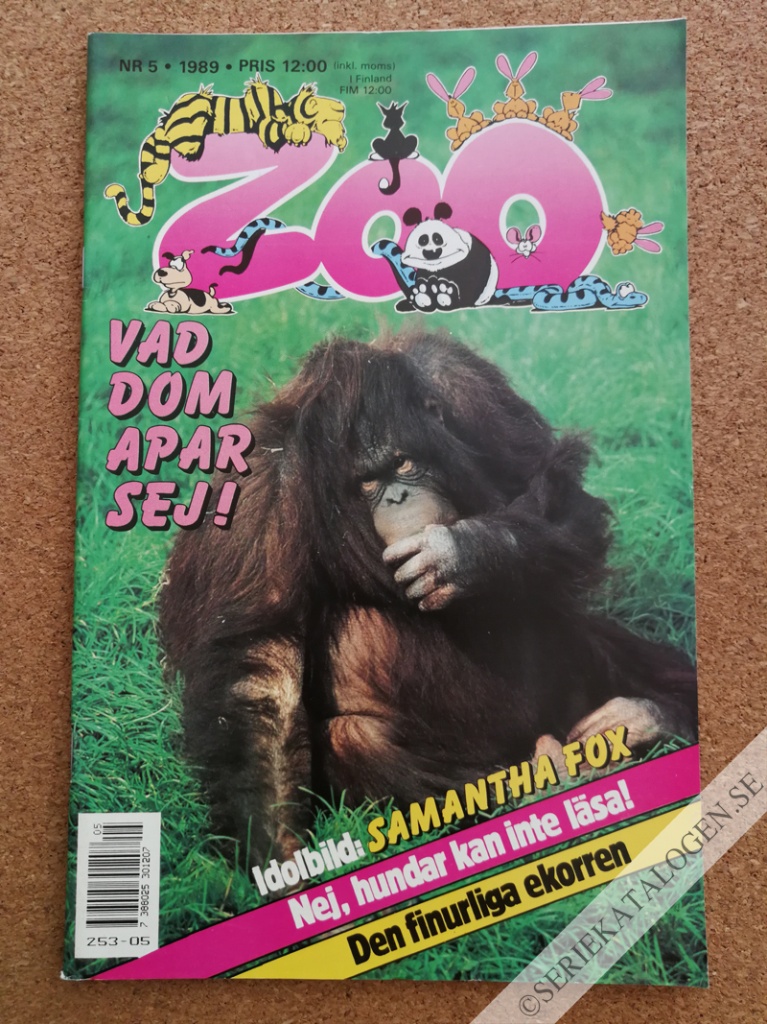 NR 5 • 1989 • PRIS 12:00 (inkl. moms)
I Finland
FIM 12:00
ZOO
VAD
DOM
APAR
SEJ!
Idolbild: SAMANTHA FOX
Nej, hundar kan inte läsa!
Den finurliga ekorren
05
7 388025 301207
253-05
©SERIEKATALOGEN.SE